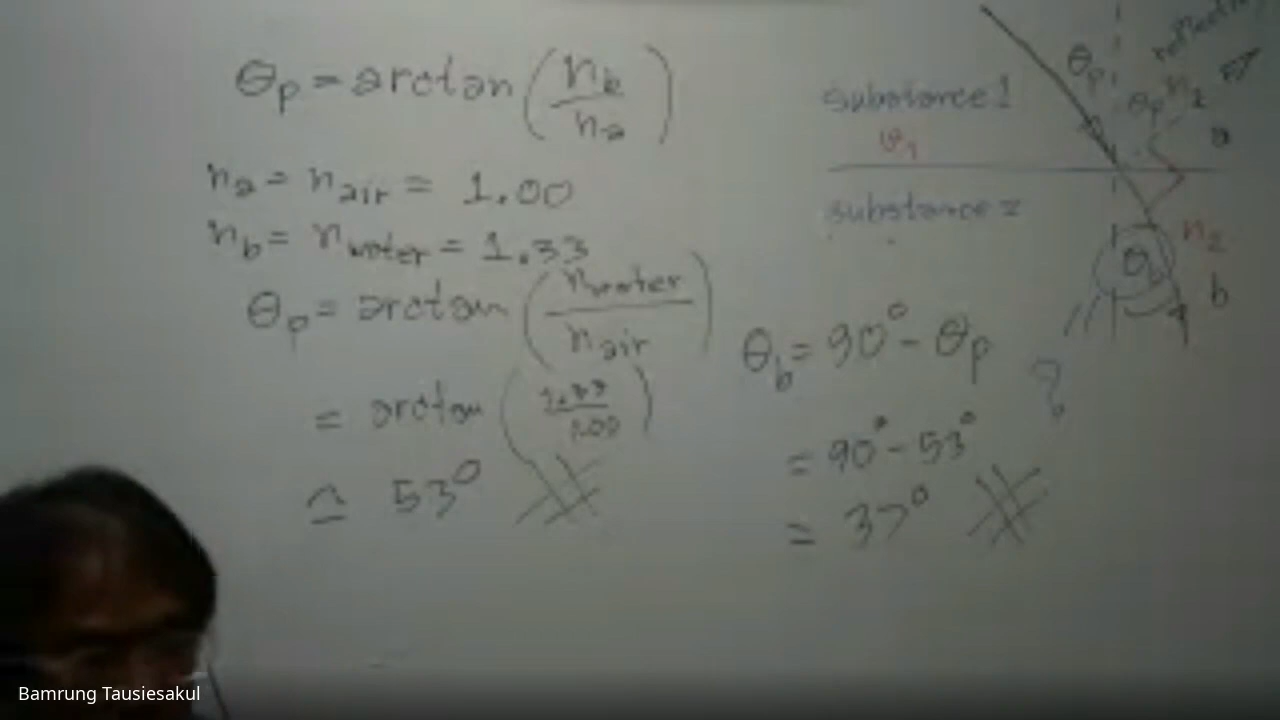 θp = arctan (nb / na)
na = nair = 1.00
nb = nwater = 1.33
θp = arctan (nwater / nair)
= arctan (1.33 / 1.00)
≃ 53°
θb = 90° - θp
?
= 90° - 53°
= 37°
θp
θp
substance 1
a
substance 2
n2
θb
b
Bamrung Tausiesakul